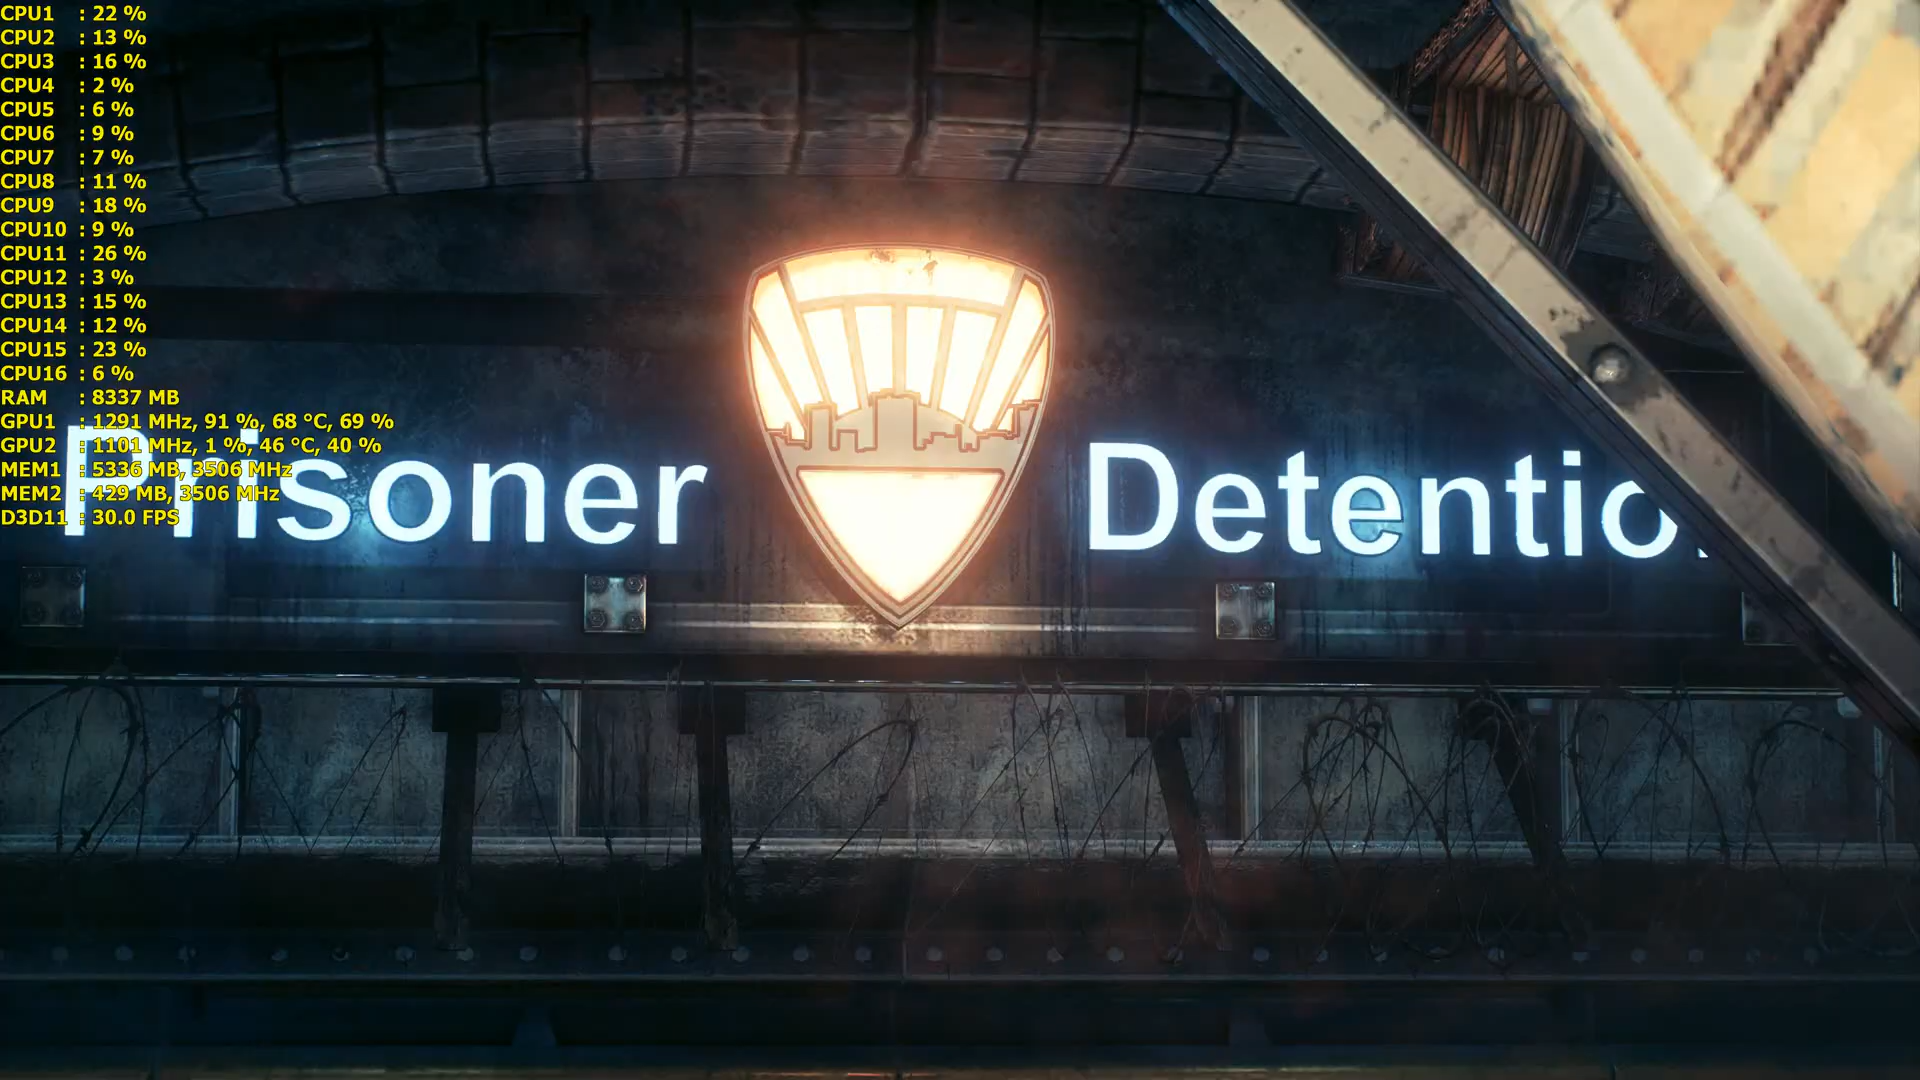 CPU1 : 22 %
CPU2 : 13 %
CPU3 : 16 %
CPU4 : 2 %
CPU5 : 6 %
CPU6 : 9 %
CPU7 : 7 %
CPU8 : 11 %
CPU9 : 18 %
CPU10 : 9 %
CPU11 : 26 %
CPU12 : 3 %
CPU13 : 15 %
CPU14 : 12 %
CPU15 : 23 %
CPU16 : 6 %
RAM : 8337 MB
GPU1 : 1291 MHz, 91 %, 68 °C, 69 %
GPU2 : 1101 MHz, 1 %, 46 °C, 40 %
MEM1 : 5336 MB, 3506 MHz
MEM2 : 429 MB, 3506 MHz
D3D11 : 30.0 FPS
Prisoner Detentio